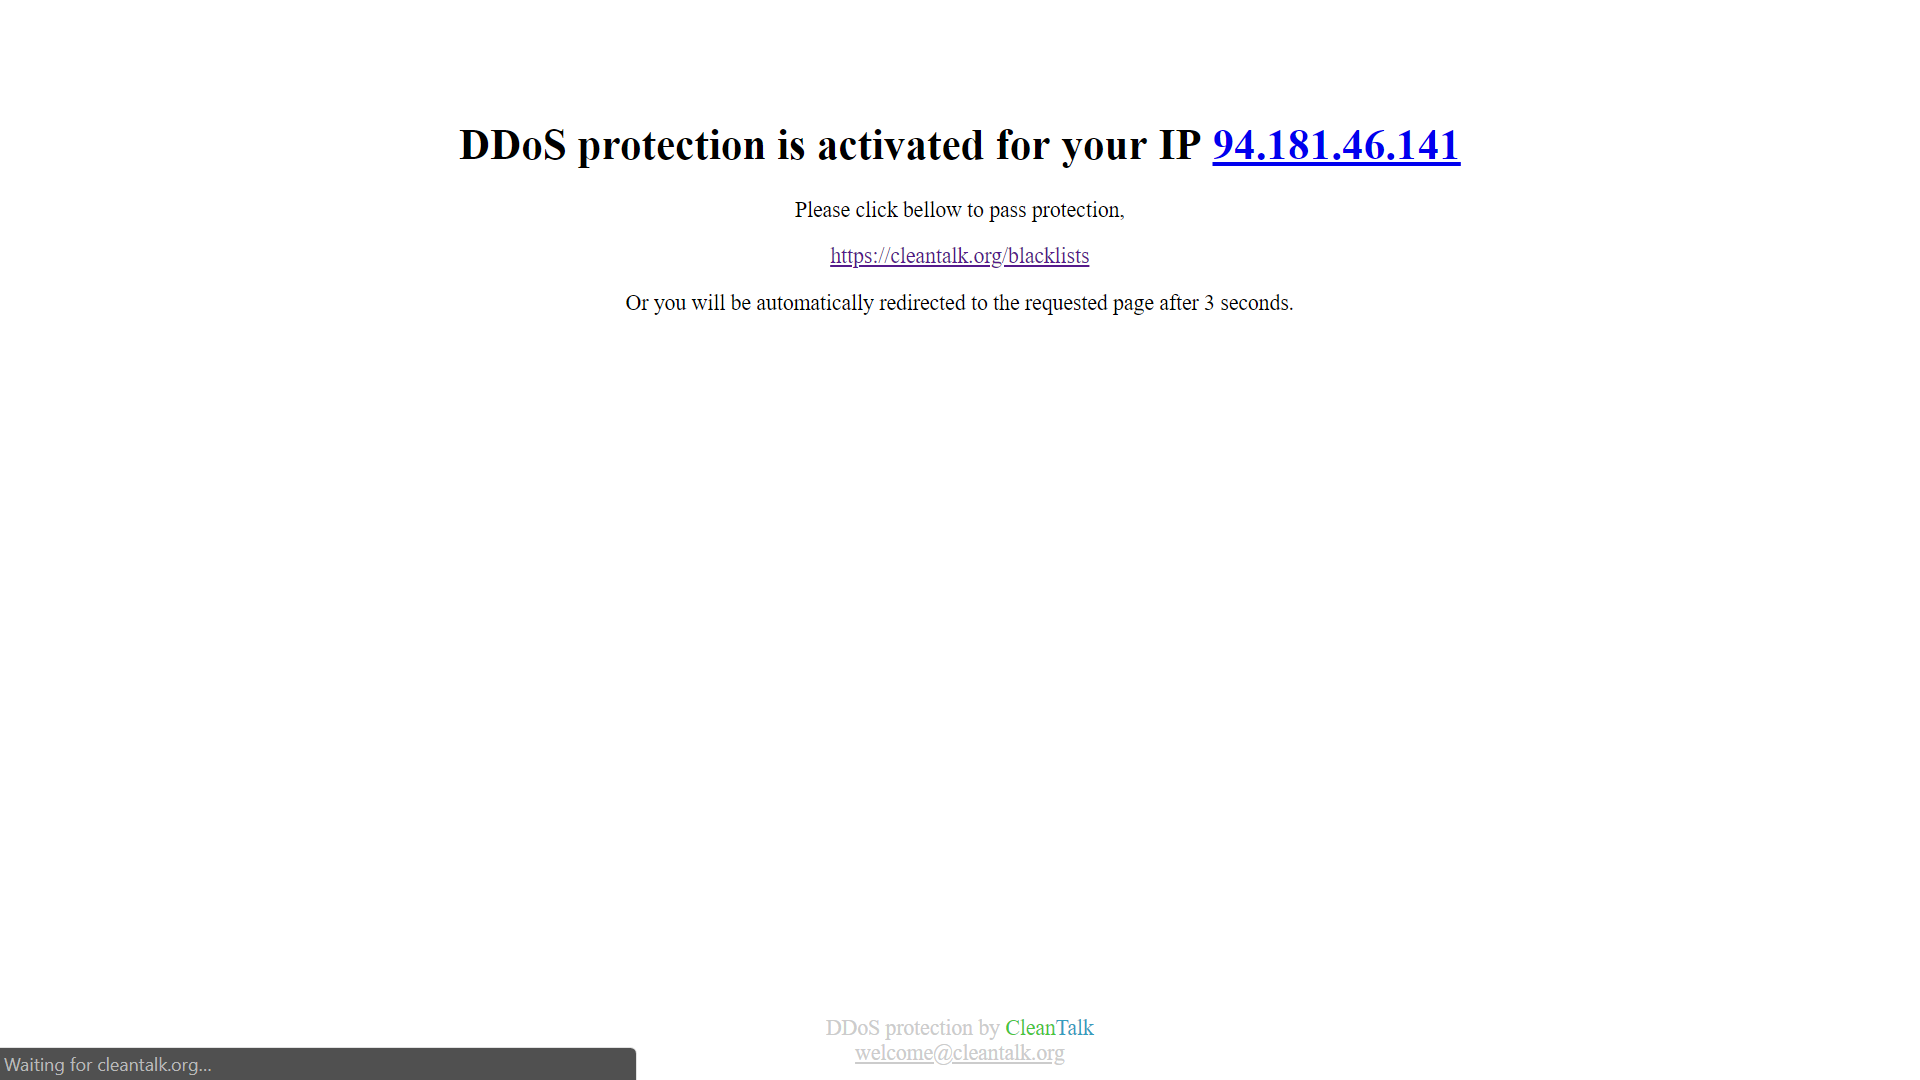 DDoS protection is activated for your IP 94.181.46.141
Please click bellow to pass protection,
https://cleantalk.org/blacklists
Or you will be automatically redirected to the requested page after 3 seconds.
DDoS protection by CleanTalk
welcome@cleantalk.org
Waiting for cleantalk.org...